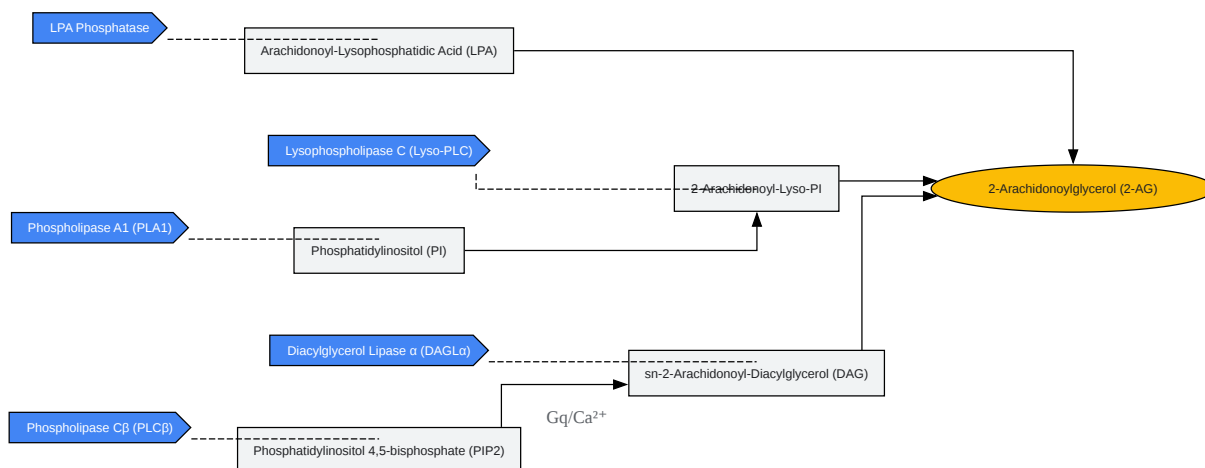 LPA Phosphatase
Arachidonoyl-Lysophosphatidic Acid (LPA)
Lysophospholipase C (Lyso-PLC)
2-Arachidonoyl-Lyso-PI
2-Arachidonoylglycerol (2-AG)
Phospholipase A1 (PLA1)
Phosphatidylinositol (PI)
Diacylglycerol Lipase α (DAGLα)
sn-2-Arachidonoyl-Diacylglycerol (DAG)
Gq/Ca²⁺
Phospholipase Cβ (PLCβ)
Phosphatidylinositol 4,5-bisphosphate (PIP2)